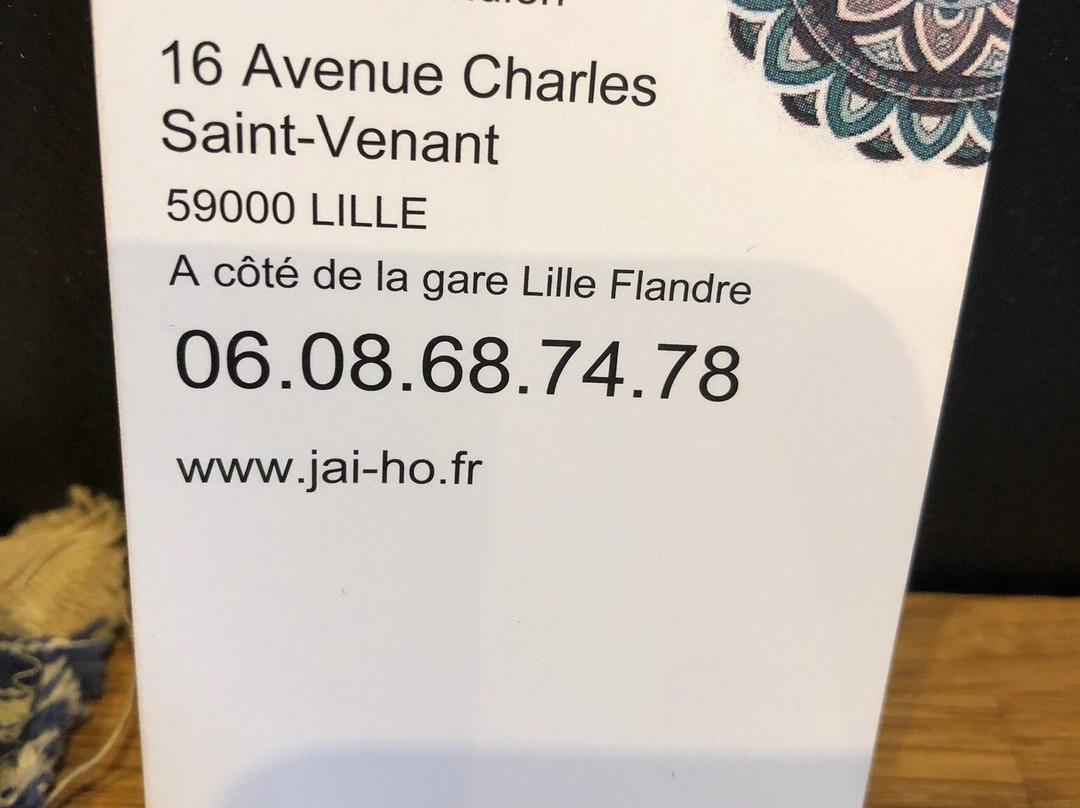 16 Avenue Charles
Saint-Venant
59000 LILLE
A côté de la gare Lille Flandre
06.08.68.74.78
www.jai-ho.fr